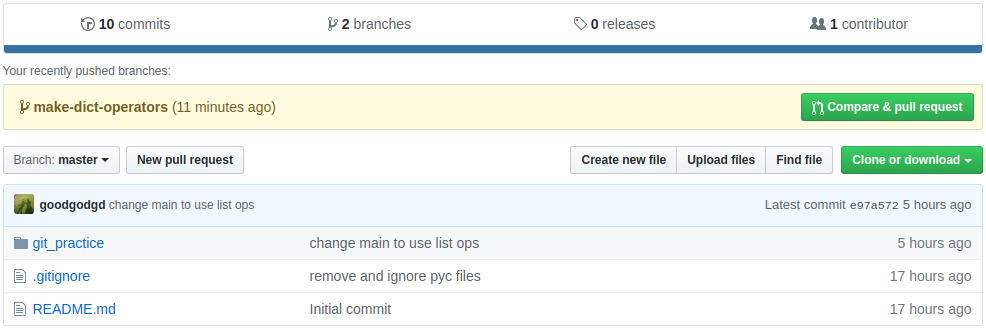 10 commits 2 branches 0 releases 1 contributor
Your recently pushed branches:
make-dict-operators (11 minutes ago) Compare & pull request
Branch: master New pull request Create new file Upload files Find file Clone or download
goodgodgd change main to use list ops Latest commit e97a572 5 hours ago
git_practice change main to use list ops 5 hours ago
.gitignore remove and ignore pyc files 17 hours ago
README.md Initial commit 17 hours ago